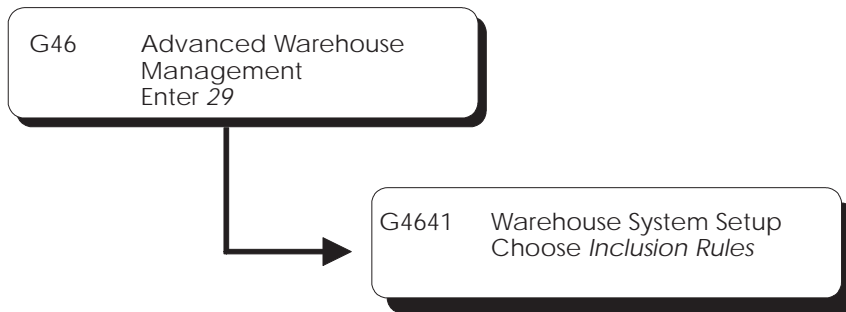 G46 Advanced Warehouse
Management
Enter 29
G4641 Warehouse System Setup
Choose Inclusion Rules